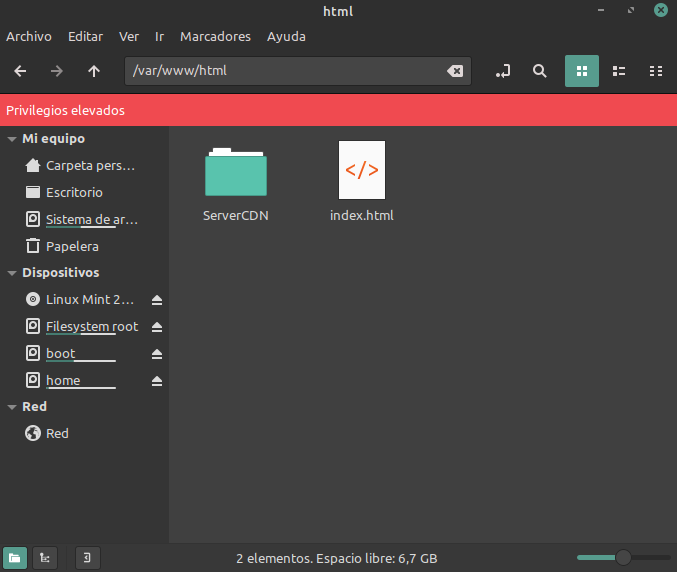 html
Archivo Editar Ver Ir Marcadores Ayuda
/var/www/html
Privilegios elevados
Mi equipo
Carpeta pers...
Escritorio
Sistema de ar...
Papelera
Dispositivos
Linux Mint 2...
Filesystem root
boot
home
Red
Red
ServerCDN
</>
index.html
2 elementos. Espacio libre: 6,7 GB